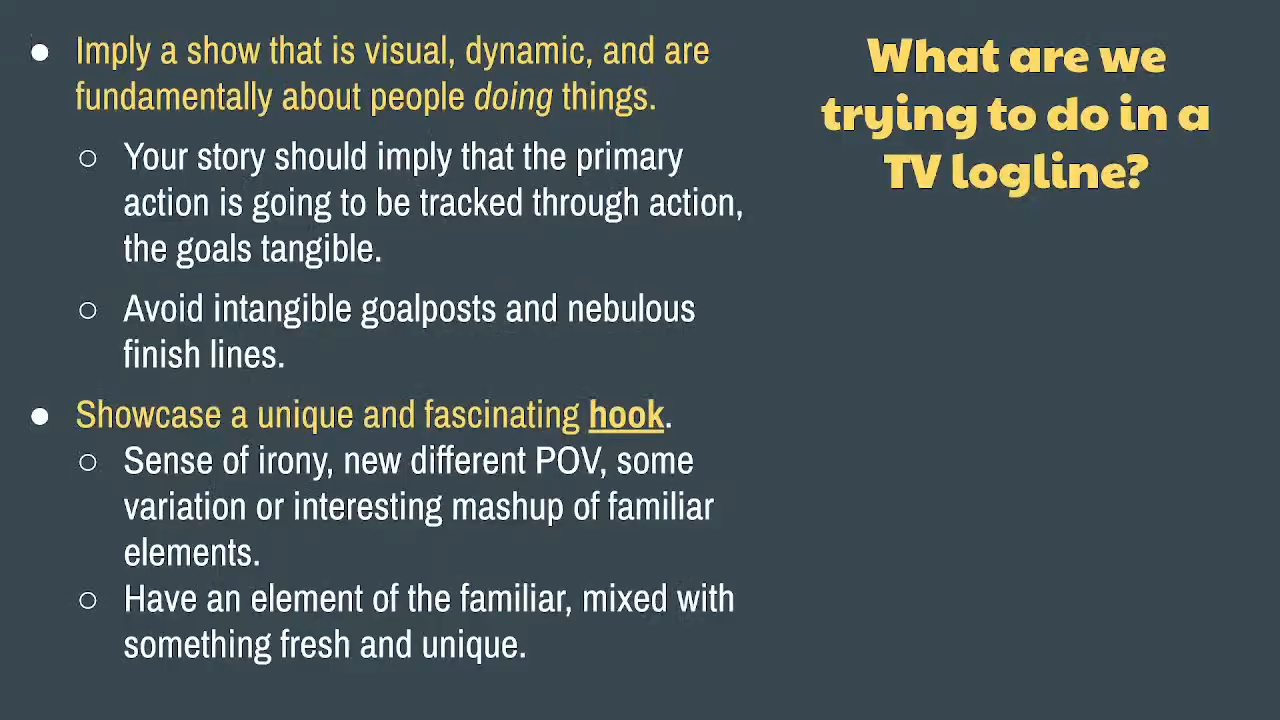 What are we
trying to do in a
TV logline?
● Imply a show that is visual, dynamic, and are
fundamentally about people doing things.
○ Your story should imply that the primary
action is going to be tracked through action,
the goals tangible.
○ Avoid intangible goalposts and nebulous
finish lines.
● Showcase a unique and fascinating hook.
○ Sense of irony, new different POV, some
variation or interesting mashup of familiar
elements.
○ Have an element of the familiar, mixed with
something fresh and unique.